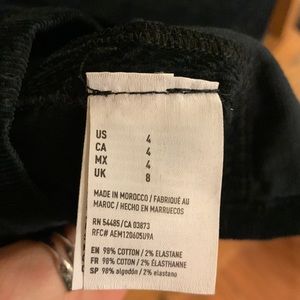 US 4
CA 4
MX 4
UK 8
MADE IN MOROCCO / FABRIQUÉ AU
MAROC / HECHO EN MARRUECOS
RN 54485/CA 03873
RFC# AEM120605U9A
EN 98% COTTON / 2% ELASTANE
FR 98% COTON / 2% ÉLASTHANNE
SP 98% algodón / 2% elastano